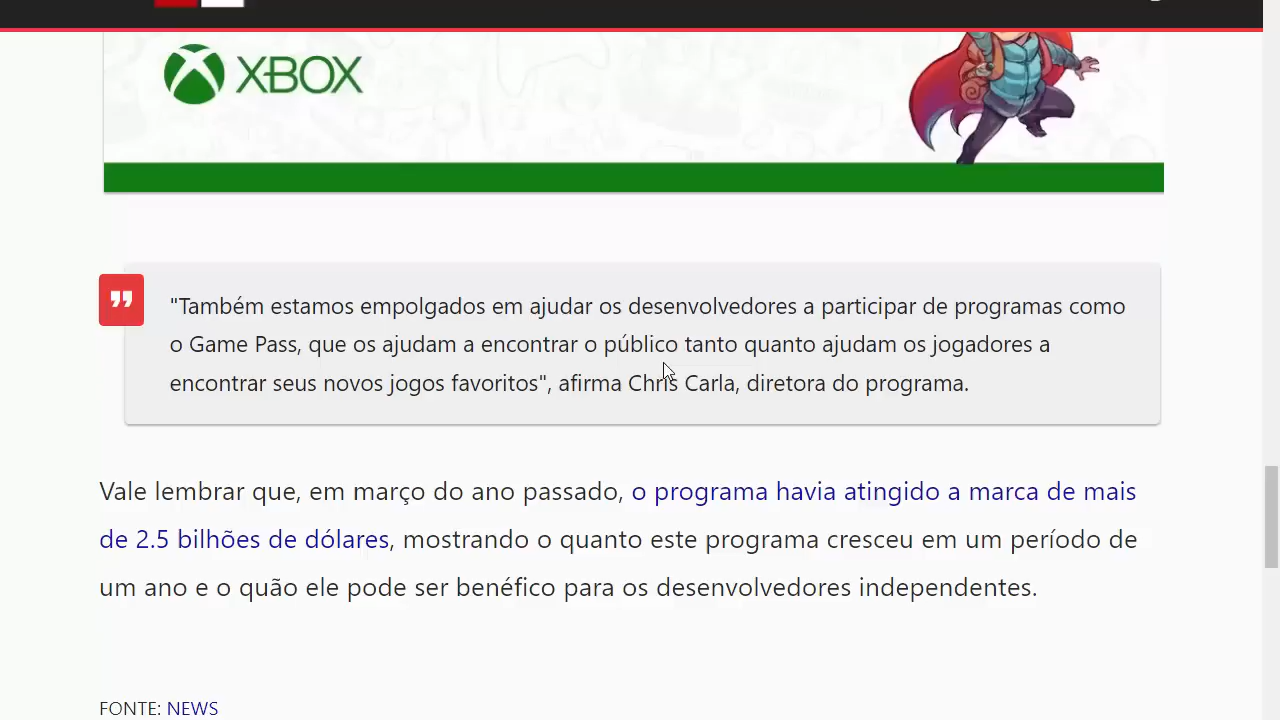 XBOX
"Também estamos empolgados em ajudar os desenvolvedores a participar de programas como
o Game Pass, que os ajudam a encontrar o público tanto quanto ajudam os jogadores a
encontrar seus novos jogos favoritos", afirma Chris Carla, diretora do programa.
Vale lembrar que, em março do ano passado, o programa havia atingido a marca de mais
de 2.5 bilhões de dólares, mostrando o quanto este programa cresceu em um período de
um ano e o quão ele pode ser benéfico para os desenvolvedores independentes.
FONTE: NEWS